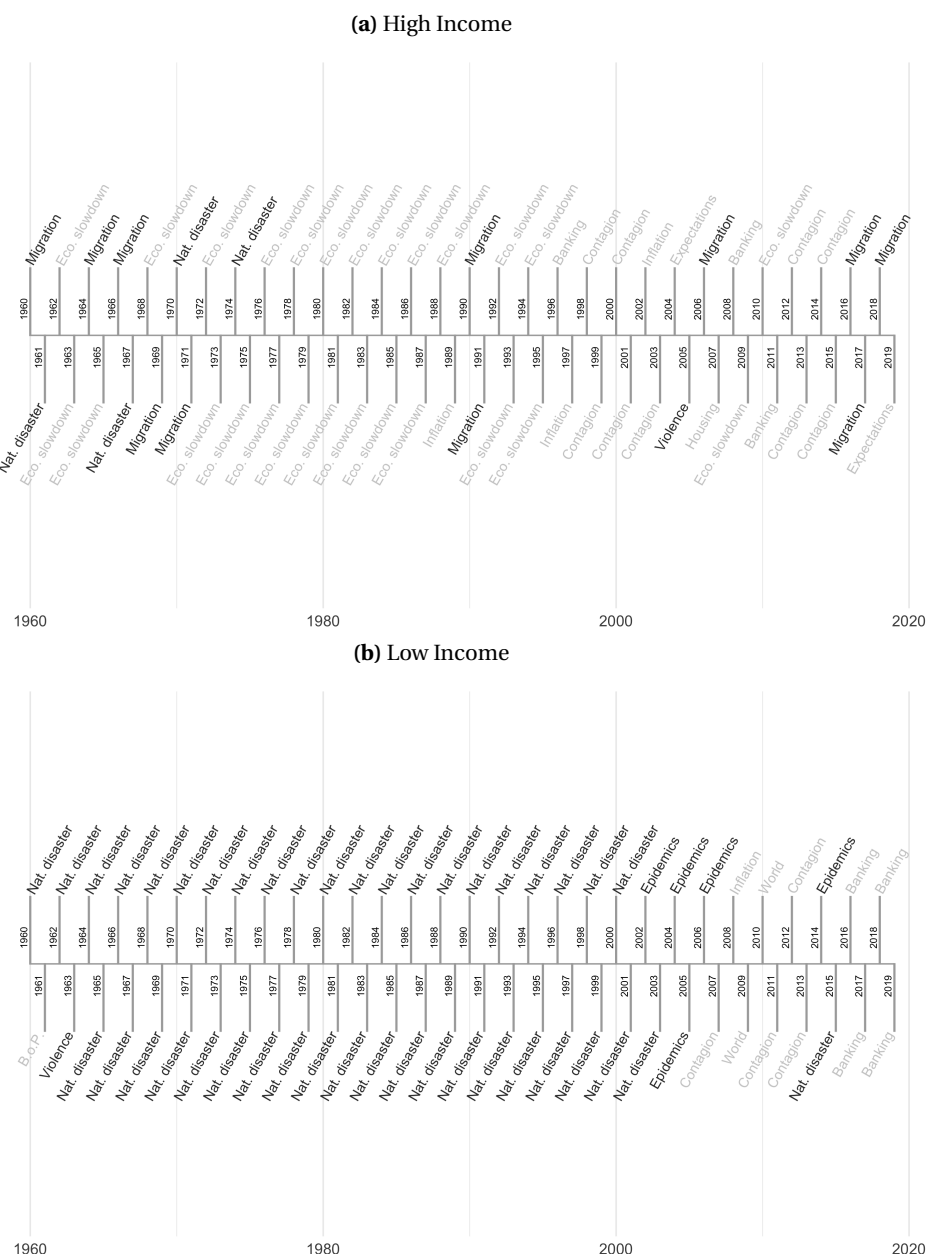 (a) High Income
Migration Eco. slowdown Migration Migration Eco. slowdown Nat. disaster Eco. slowdown Nat. disaster Eco. slowdown Eco. slowdown Eco. slowdown Eco. slowdown Eco. slowdown Eco. slowdown Eco. slowdown Migration Eco. slowdown Eco. slowdown Banking Contagion Contagion Inflation Expectations Migration Banking Eco. slowdown Contagion Contagion Migration Migration
1960 1962 1964 1966 1968 1970 1972 1974 1976 1978 1980 1982 1984 1986 1988 1990 1992 1994 1996 1998 2000 2002 2004 2006 2008 2010 2012 2014 2016 2018
1961 1963 1965 1967 1969 1971 1973 1975 1977 1979 1981 1983 1985 1987 1989 1991 1993 1995 1997 1999 2001 2003 2005 2007 2009 2011 2013 2015 2017 2019
Nat. disaster Eco. slowdown Eco. slowdown Nat. disaster Migration Migration Eco. slowdown Eco. slowdown Eco. slowdown Eco. slowdown Eco. slowdown Eco. slowdown Eco. slowdown Eco. slowdown Inflation Migration Eco. slowdown Eco. slowdown Inflation Contagion Contagion Contagion Violence Housing Eco. slowdown Banking Contagion Contagion Migration Expectations
1960 1980 2000 2020
(b) Low Income
Nat. disaster Nat. disaster Nat. disaster Nat. disaster Nat. disaster Nat. disaster Nat. disaster Nat. disaster Nat. disaster Nat. disaster Nat. disaster Nat. disaster Nat. disaster Nat. disaster Nat. disaster Nat. disaster Nat. disaster Nat. disaster Nat. disaster Nat. disaster Nat. disaster Epidemics Epidemics Epidemics Inflation World Contagion Epidemics Banking Banking
1960 1962 1964 1966 1968 1970 1972 1974 1976 1978 1980 1982 1984 1986 1988 1990 1992 1994 1996 1998 2000 2002 2004 2006 2008 2010 2012 2014 2016 2018
1961 1963 1965 1967 1969 1971 1973 1975 1977 1979 1981 1983 1985 1987 1989 1991 1993 1995 1997 1999 2001 2003 2005 2007 2009 2011 2013 2015 2017 2019
B.o.P. Violence Nat. disaster Nat. disaster Nat. disaster Nat. disaster Nat. disaster Nat. disaster Nat. disaster Nat. disaster Nat. disaster Nat. disaster Nat. disaster Nat. disaster Nat. disaster Nat. disaster Nat. disaster Nat. disaster Nat. disaster Nat. disaster Nat. disaster Nat. disaster Epidemics Contagion World Contagion Contagion Nat. disaster Banking Banking
1960 1980 2000 2020